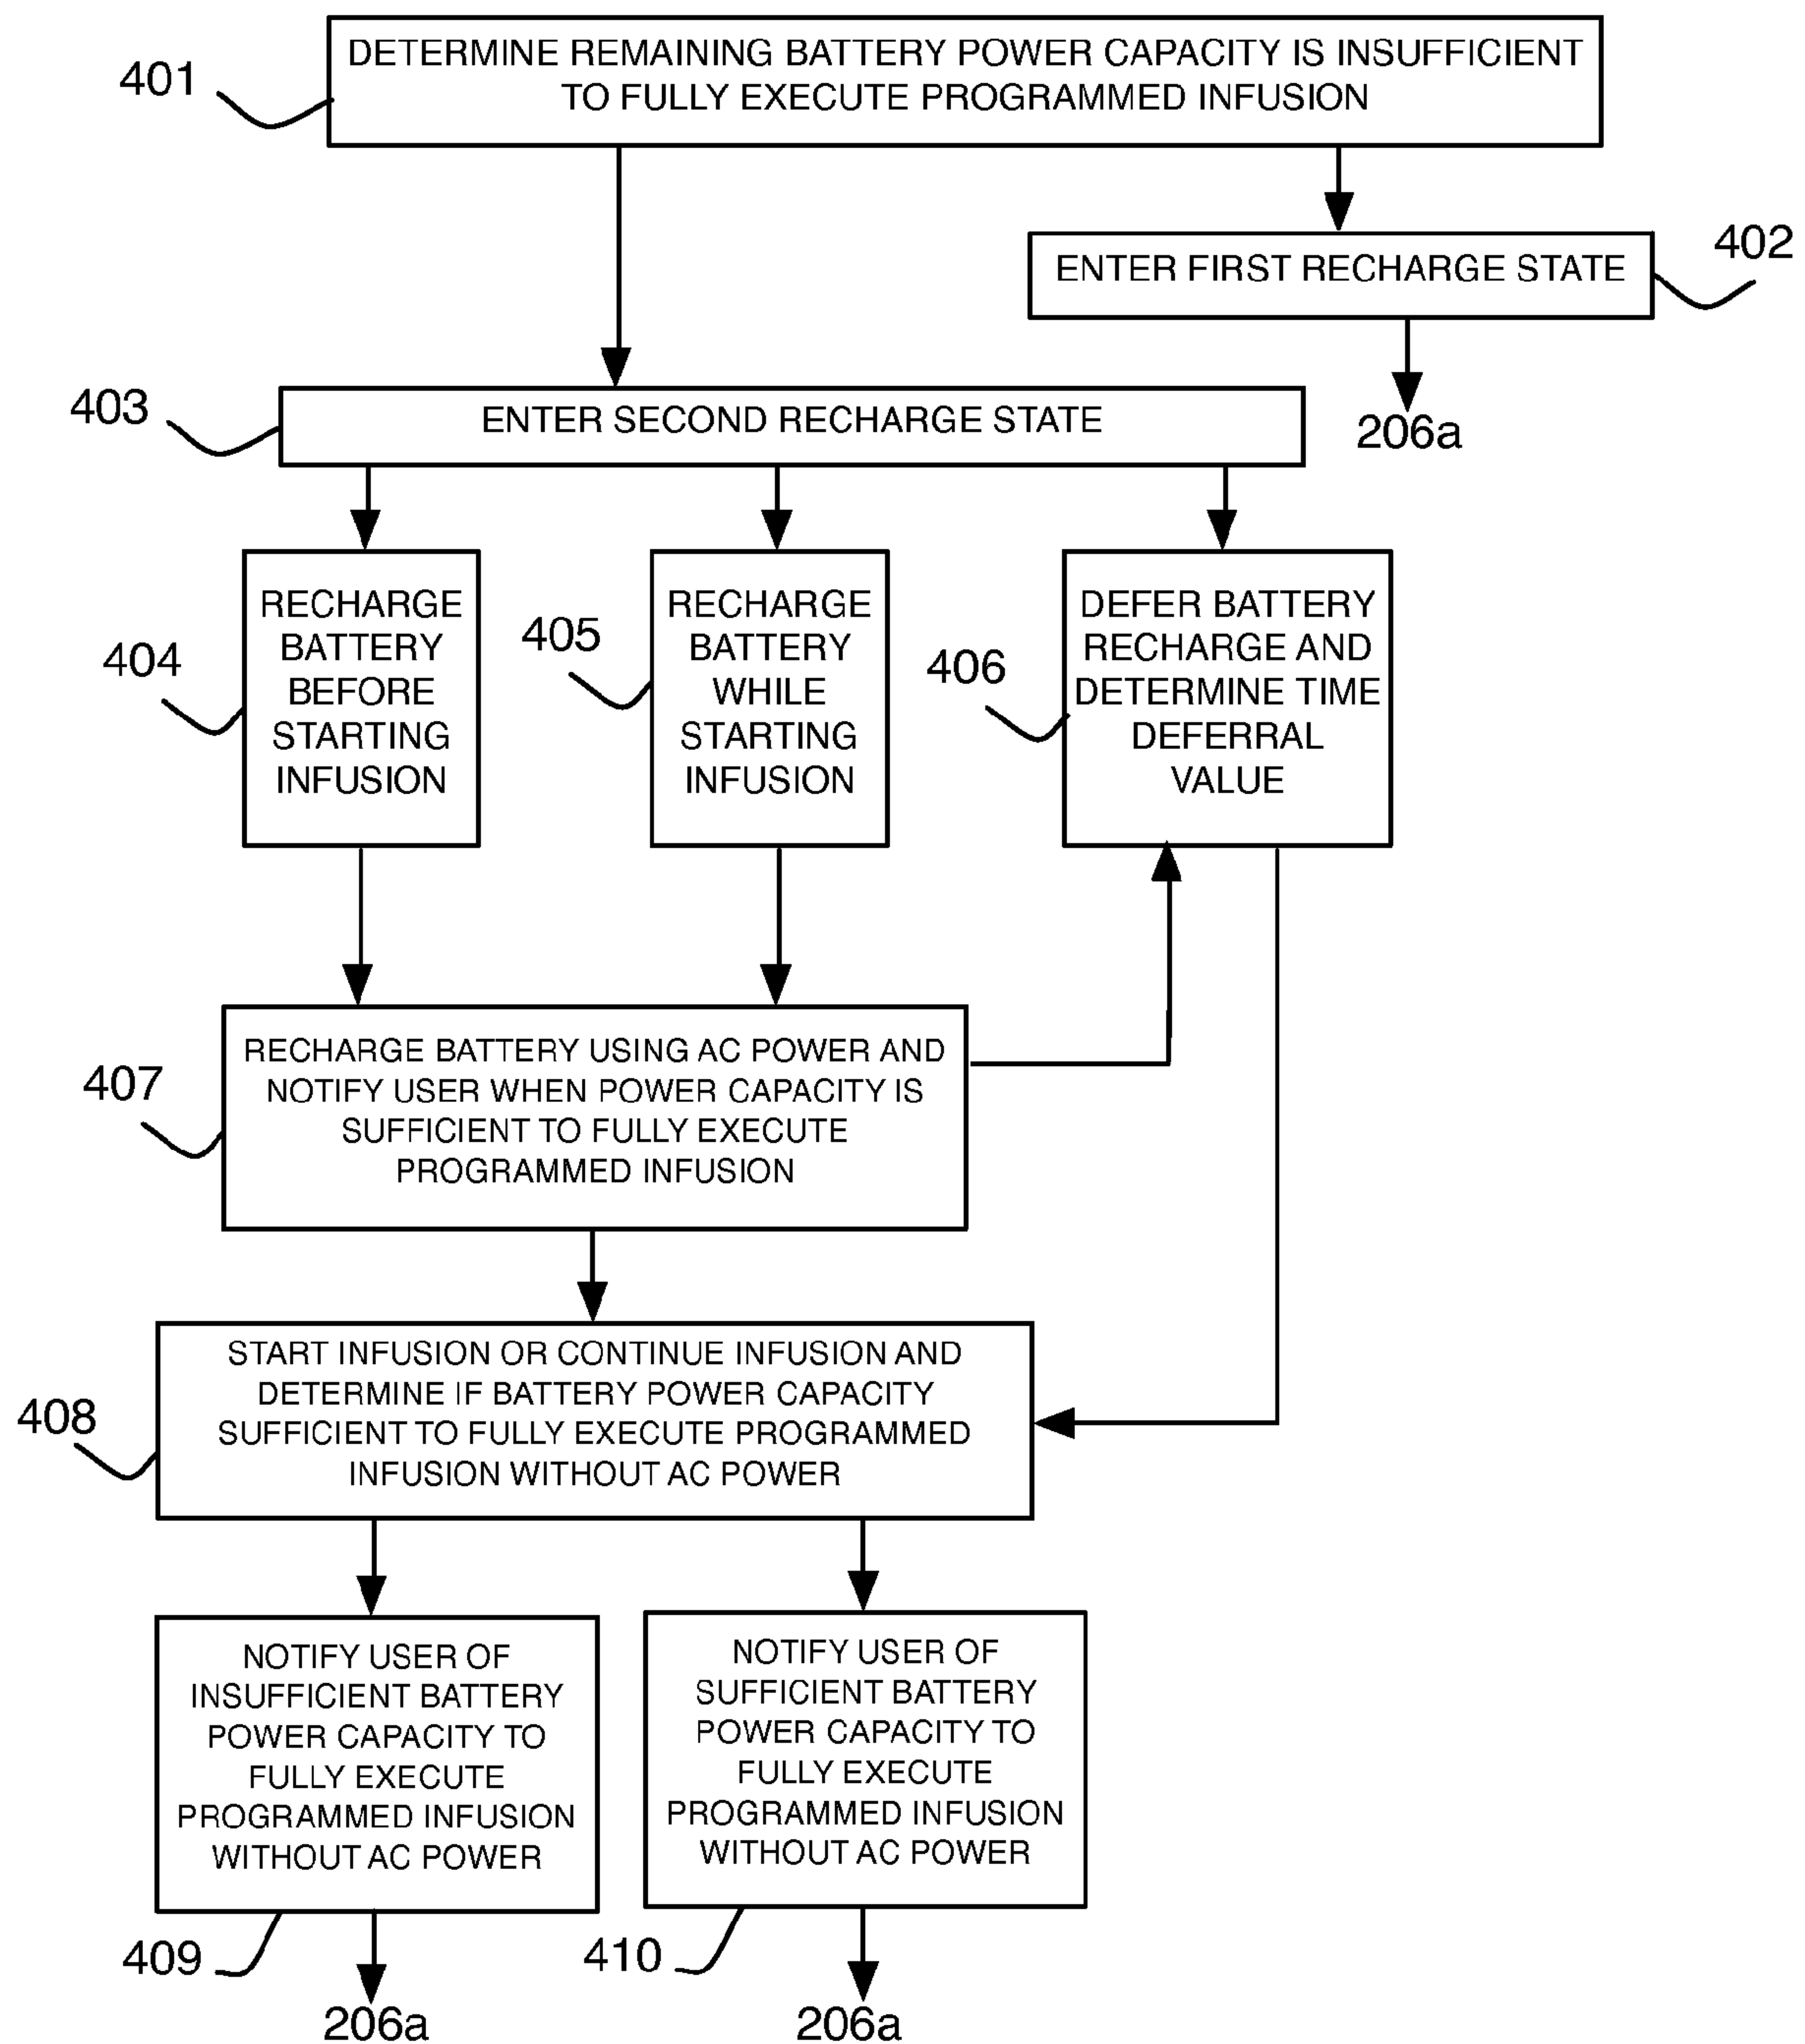 DETERMINE REMAINING BATTERY POWER CAPACITY IS INSUFFICIENT
TO FULLY EXECUTE PROGRAMMED INFUSION
401
ENTER FIRST RECHARGE STATE
402
206a
403
ENTER SECOND RECHARGE STATE
404
RECHARGE
BATTERY
BEFORE
STARTING
INFUSION
405
RECHARGE
BATTERY
WHILE
STARTING
INFUSION
406
DEFER BATTERY
RECHARGE AND
DETERMINE TIME
DEFERRAL
VALUE
407
RECHARGE BATTERY USING AC POWER AND
NOTIFY USER WHEN POWER CAPACITY IS
SUFFICIENT TO FULLY EXECUTE
PROGRAMMED INFUSION
408
START INFUSION OR CONTINUE INFUSION AND
DETERMINE IF BATTERY POWER CAPACITY
SUFFICIENT TO FULLY EXECUTE PROGRAMMED
INFUSION WITHOUT AC POWER
NOTIFY USER OF
INSUFFICIENT BATTERY
POWER CAPACITY TO
FULLY EXECUTE
PROGRAMMED INFUSION
WITHOUT AC POWER
409
206a
NOTIFY USER OF
SUFFICIENT BATTERY
POWER CAPACITY TO
FULLY EXECUTE
PROGRAMMED INFUSION
WITHOUT AC POWER
410
206a